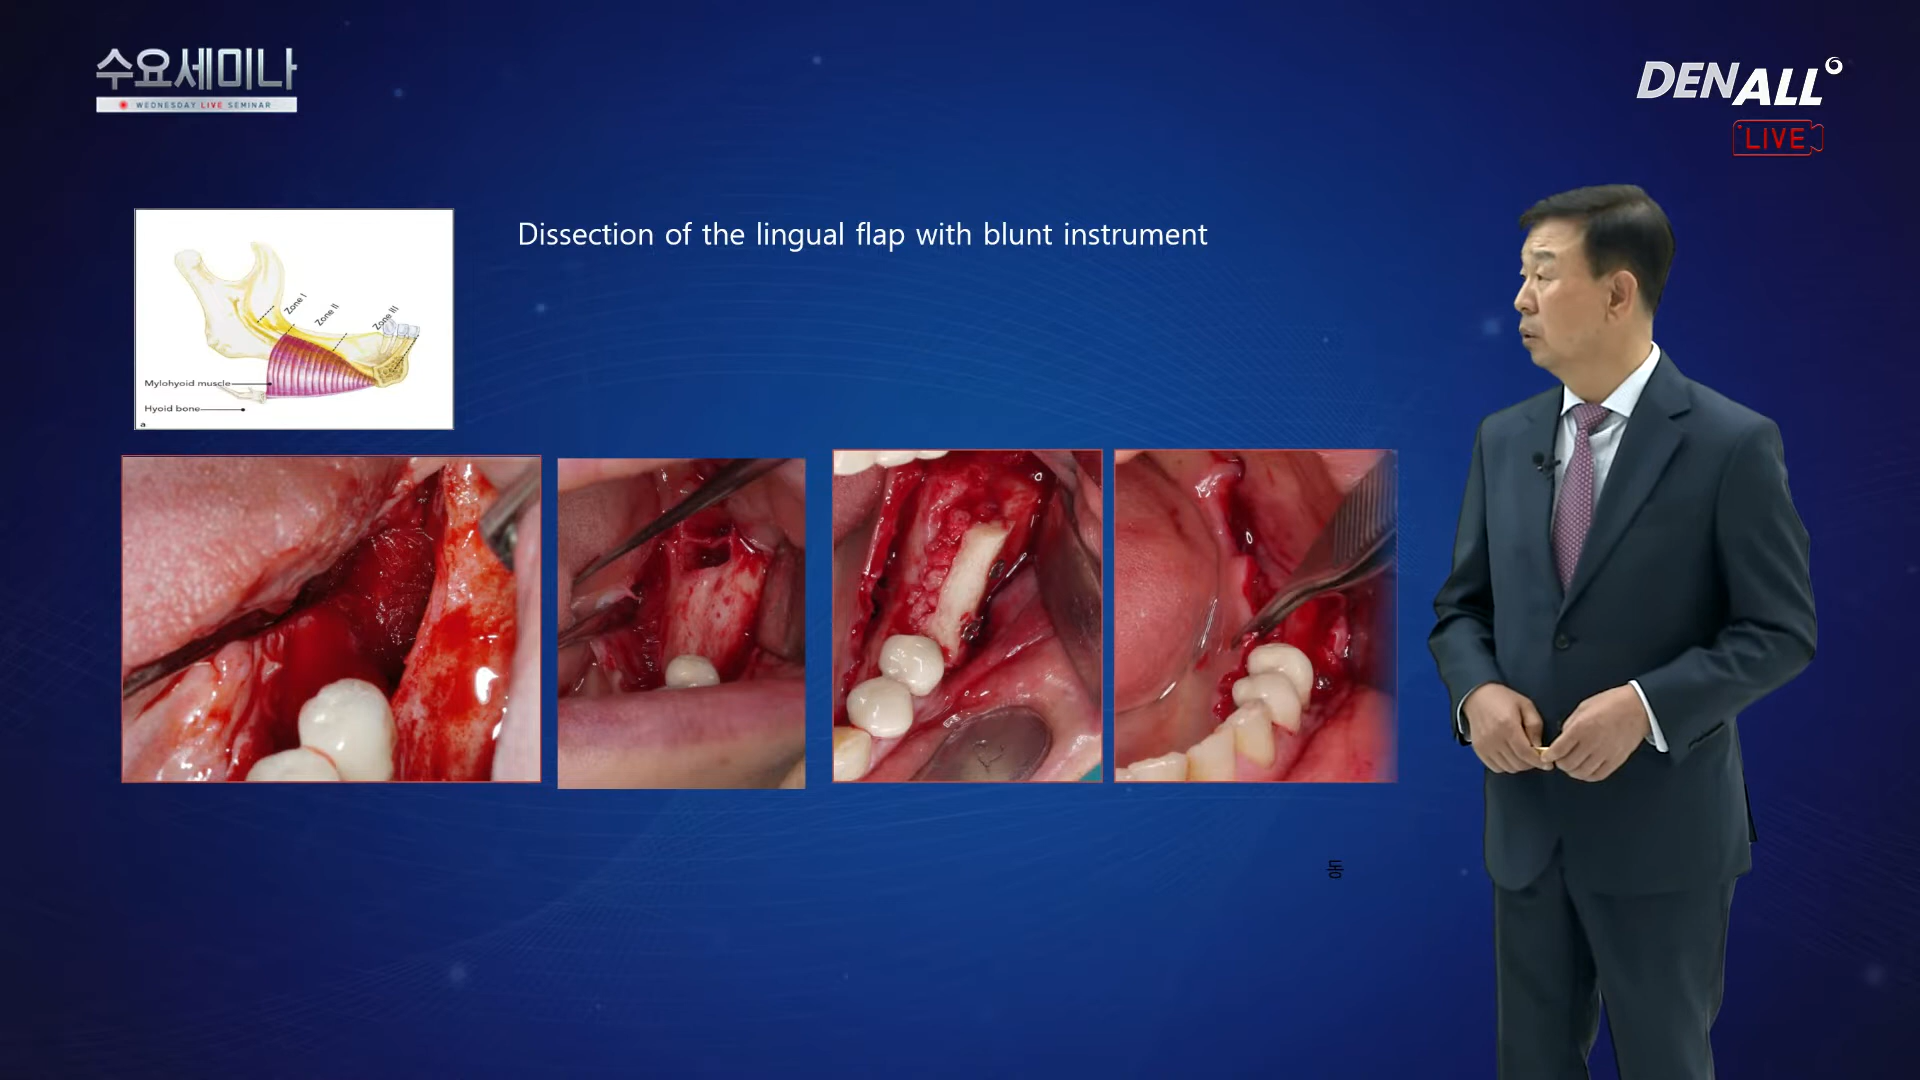 수요세미나
WEDNESDAY LIVE SEMINAR
DENALL
LIVE
Dissection of the lingual flap with blunt instrument
Zone I
Zone II
Zone III
Mylohyoid muscle
Hyoid bone
a
동